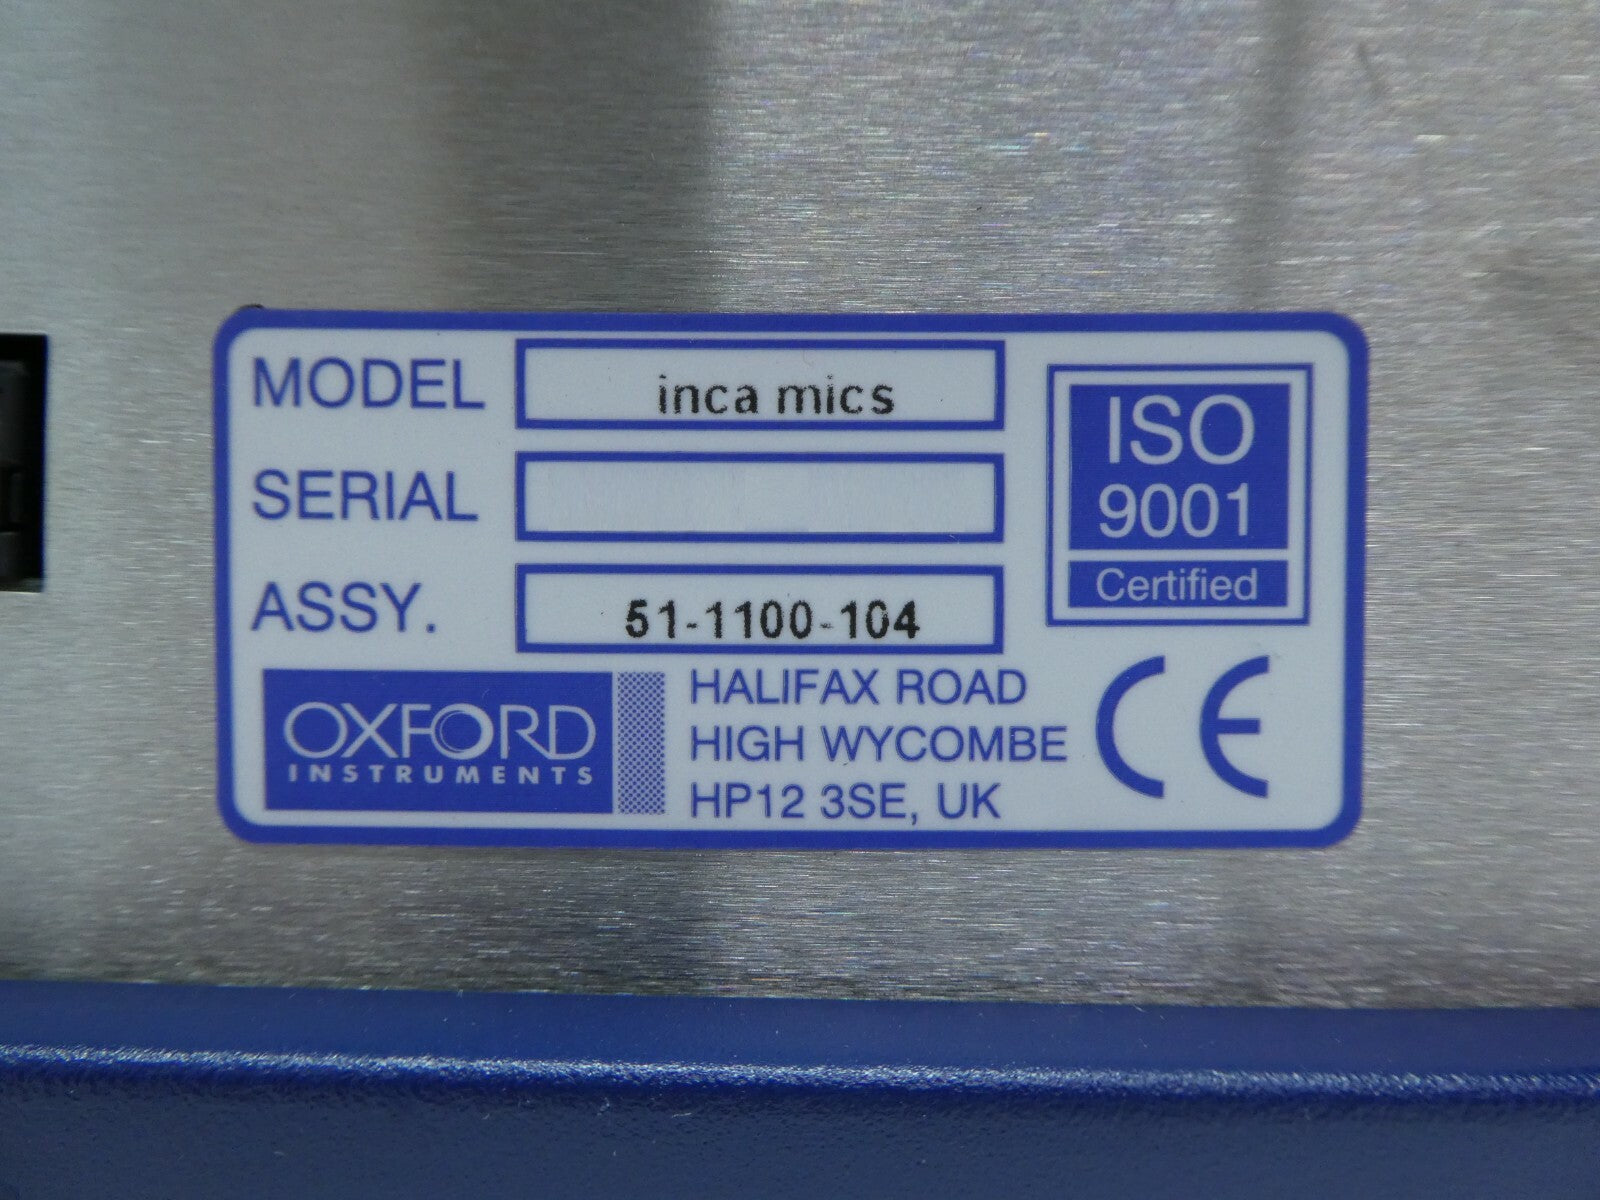 MODEL inca mics
SERIAL
ASSY. 51-1100-104
ISO
9001
Certified
OXFORD
INSTRUMENTS
HALIFAX ROAD
HIGH WYCOMBE
HP12 3SE, UK
CE